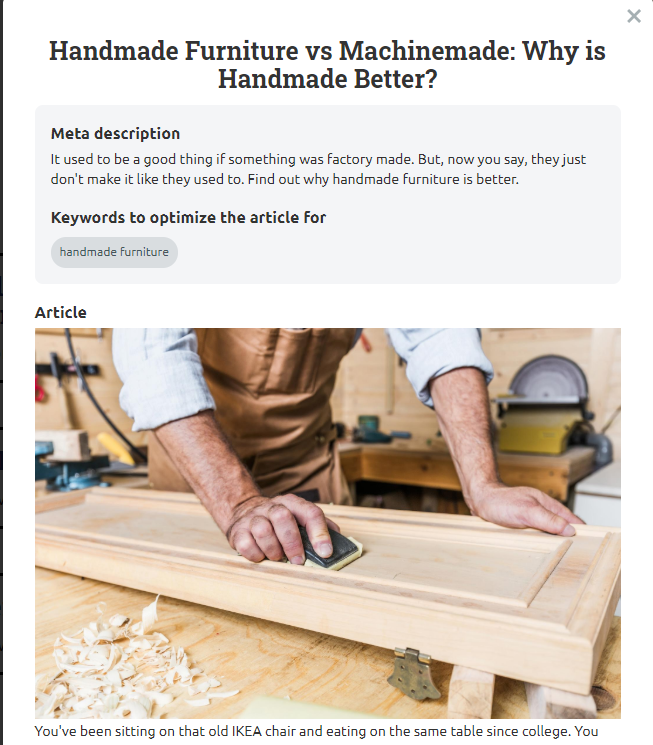 Handmade Furniture vs Machinemade: Why is
Handmade Better?
Meta description
It used to be a good thing if something was factory made. But, now you say, they just
don't make it like they used to. Find out why handmade furniture is better.
Keywords to optimize the article for
handmade furniture
Article
You've been sitting on that old IKEA chair and eating on the same table since college. You